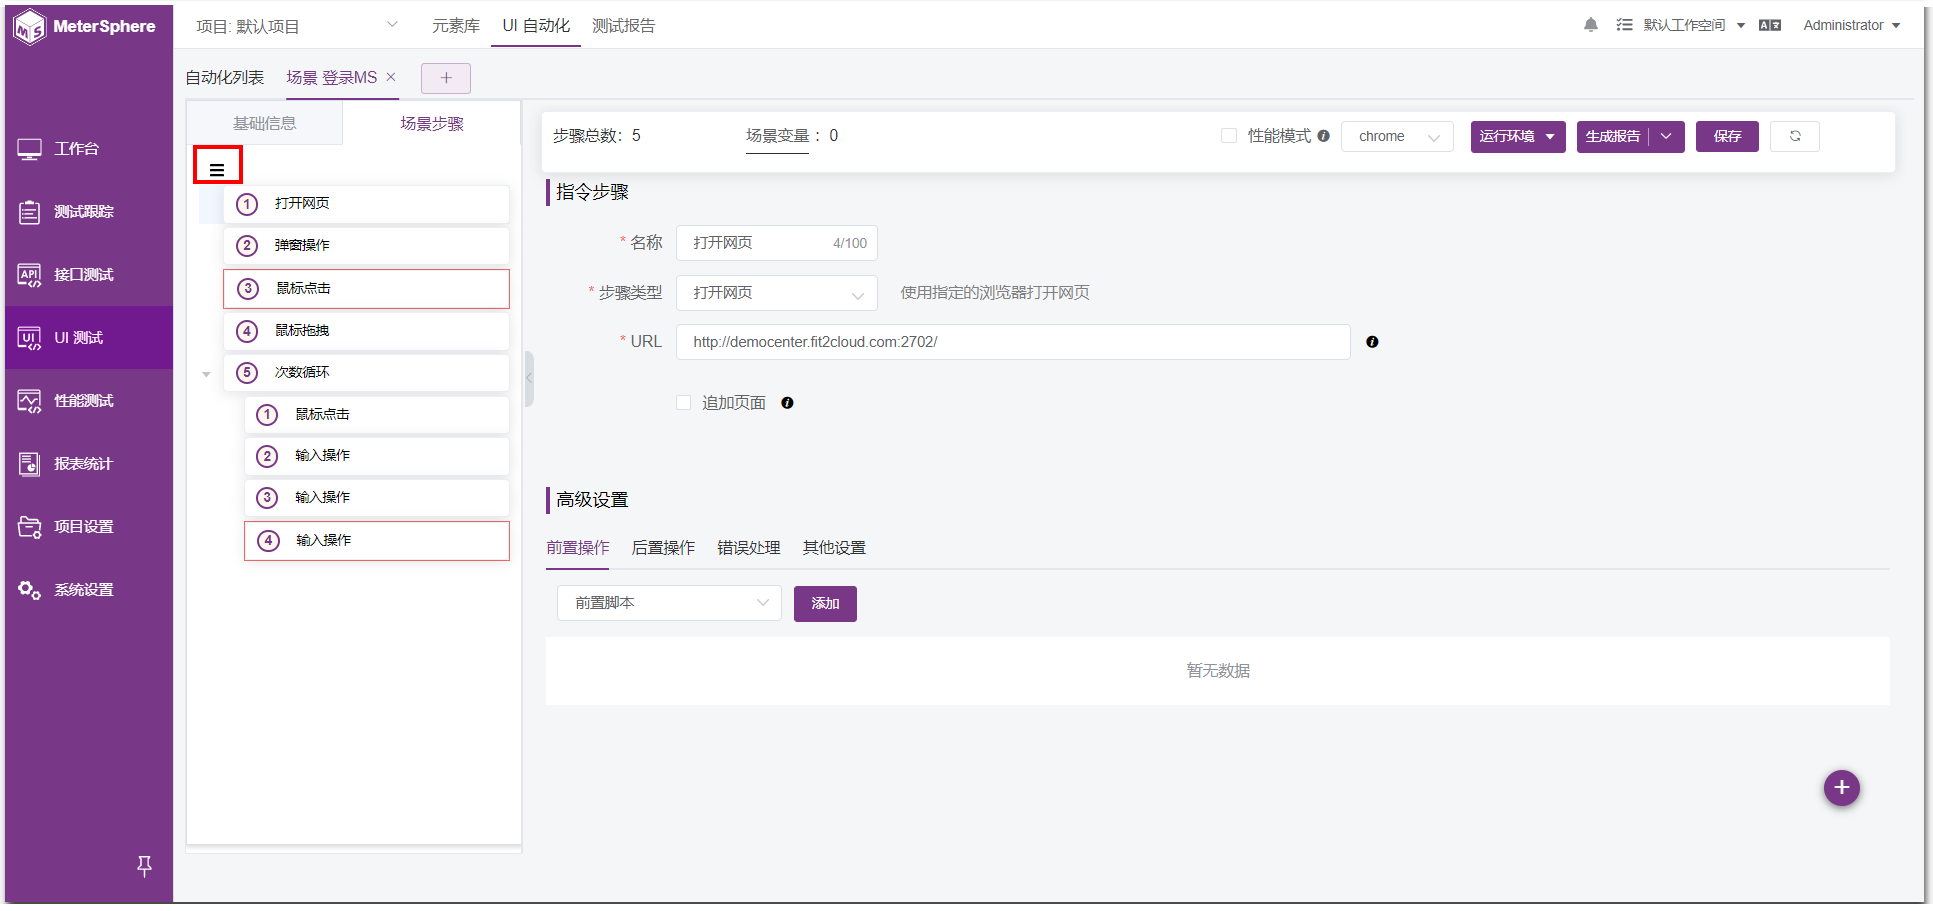 MeterSphere
项目: 默认项目
元素库
UI 自动化
测试报告
默认工作空间
Administrator
自动化列表
场景 登录MS
工作台
测试跟踪
接口测试
UI 测试
性能测试
报表统计
项目设置
系统设置
基础信息
场景步骤
1 打开网页
2 弹窗操作
3 鼠标点击
4 鼠标拖拽
5 次数循环
1 鼠标点击
2 输入操作
3 输入操作
4 输入操作
步骤总数: 5
场景变量 : 0
性能模式
chrome
运行环境
生成报告
保存
指令步骤
* 名称 打开网页 4/100
* 步骤类型 打开网页 使用指定的浏览器打开网页
* URL http://democenter.fit2cloud.com:2702/
追加页面
高级设置
前置操作 后置操作 错误处理 其他设置
前置脚本 添加
暂无数据